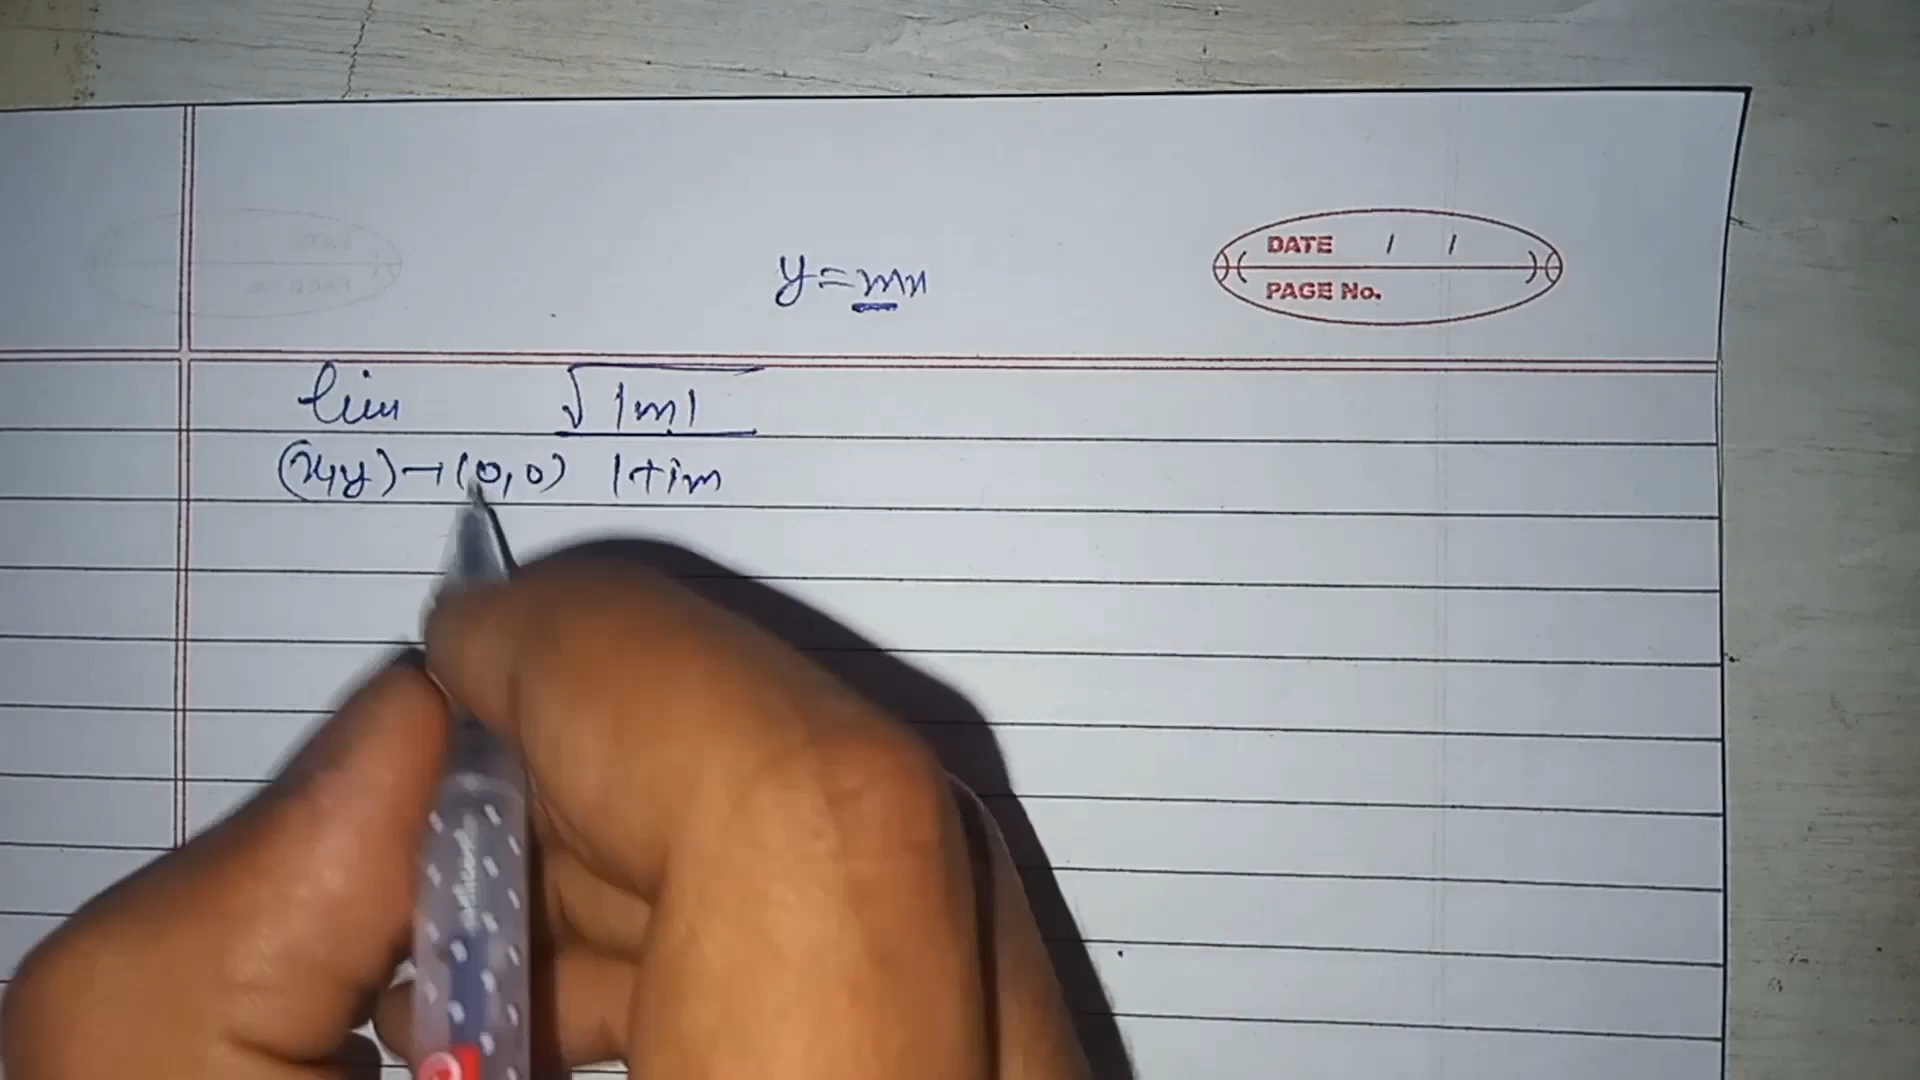 y=mx
DATE / /
PAGE No.
lim √|m|
(x,y)→(0,0) 1+im